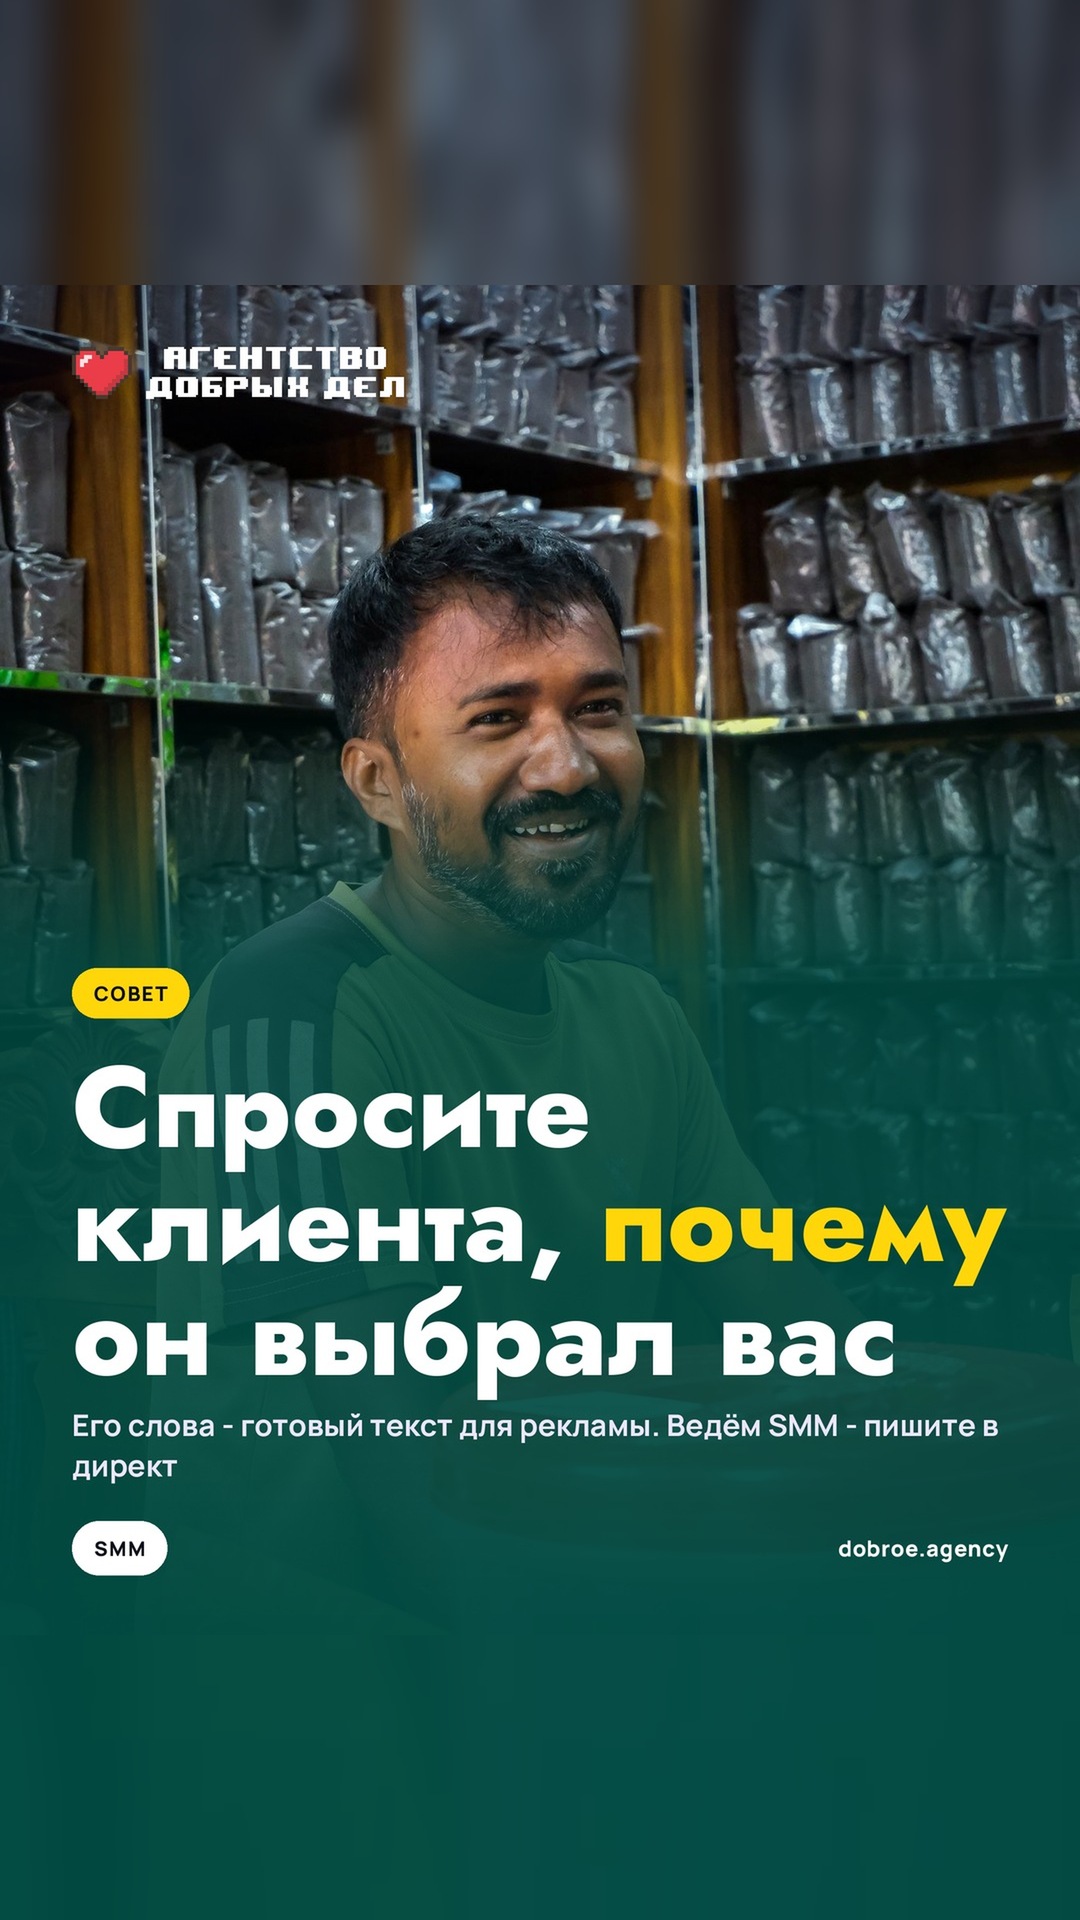 АГЕНТСТВО
ДОБРЫХ ДЕЛ
СОВЕТ
Спросите
клиента, почему
он выбрал вас
Его слова - готовый текст для рекламы. Ведём SMM - пишите в
директ
SMM
dobroe.agency